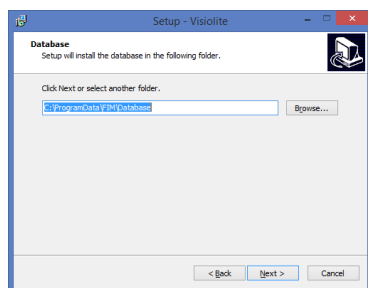 Setup - Visiolite
Database
Setup will install the database in the following folder.
Click Next or select another folder.
C:\ProgramData\FIM\Database
Browse...
< Back
Next >
Cancel